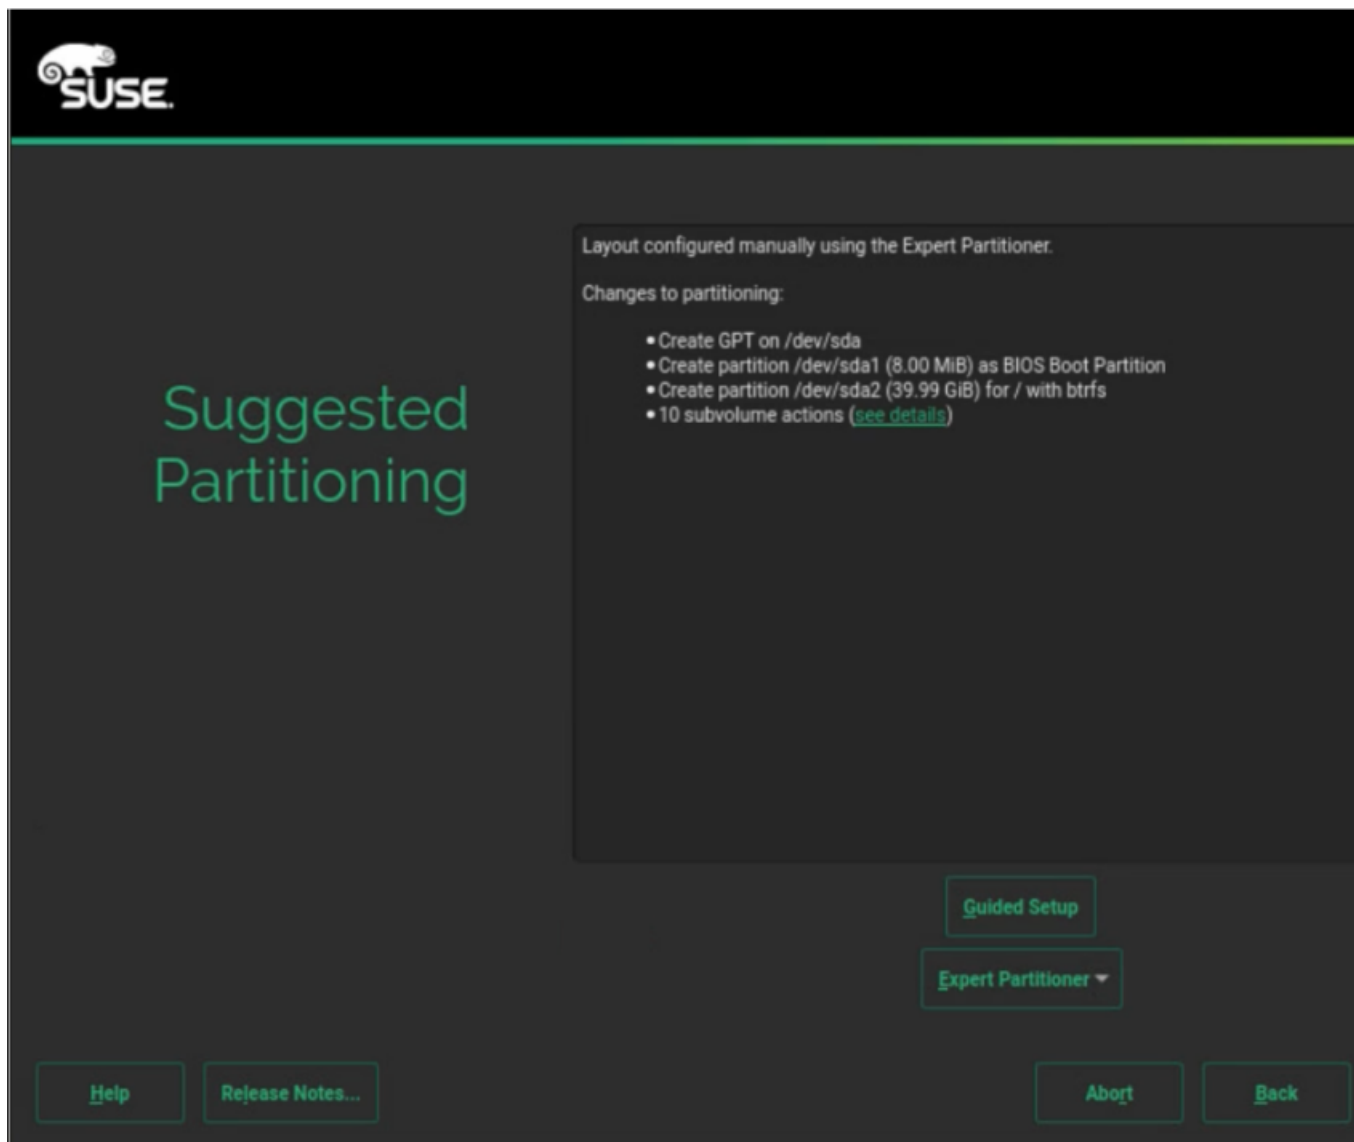 SUSE.
Layout configured manually using the Expert Partitioner.
Changes to partitioning:
• Create GPT on /dev/sda
• Create partition /dev/sda1 (8.00 MiB) as BIOS Boot Partition
• Create partition /dev/sda2 (39.99 GiB) for / with btrfs
• 10 subvolume actions (see details)
Suggested
Partitioning
Guided Setup
Expert Partitioner
Help
Release Notes...
Abort
Back